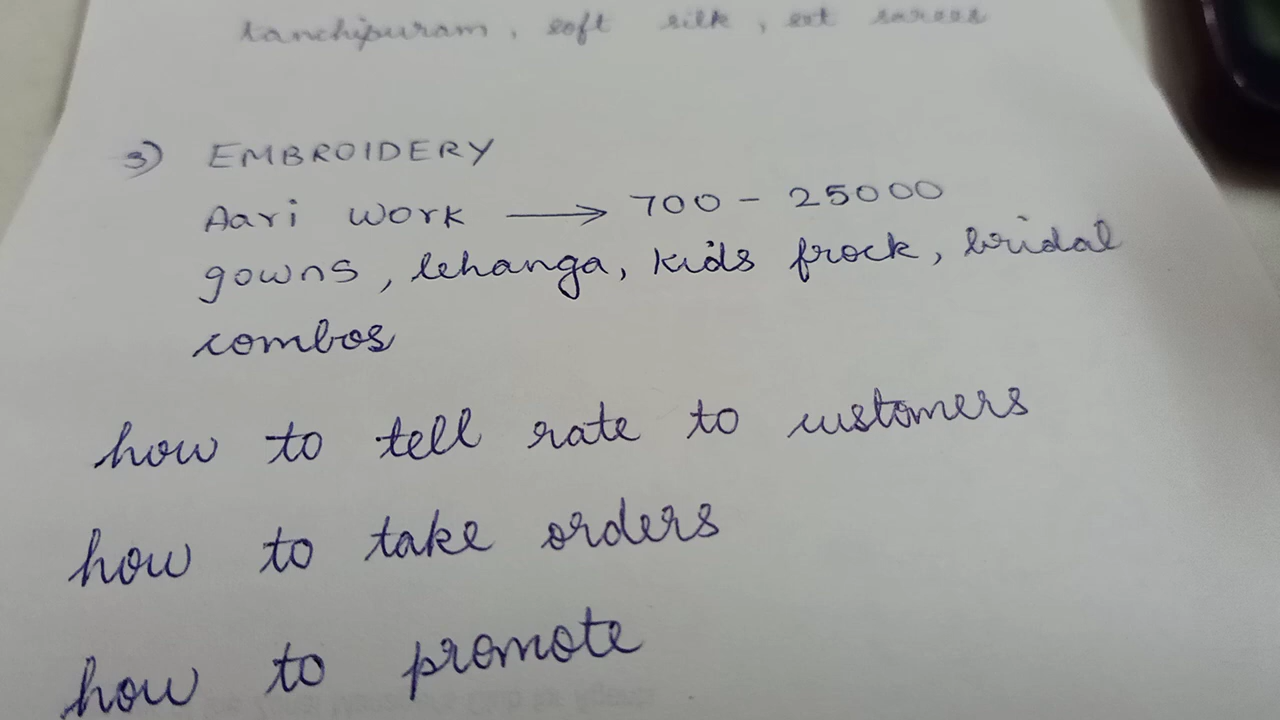 kanchipuram, soft silk, sarees
3) EMBROIDERY
Aari work → 700 - 25000
gowns, lehanga, kids frock, bridal
combos
how to tell rate to customers
how to take orders
how to promote